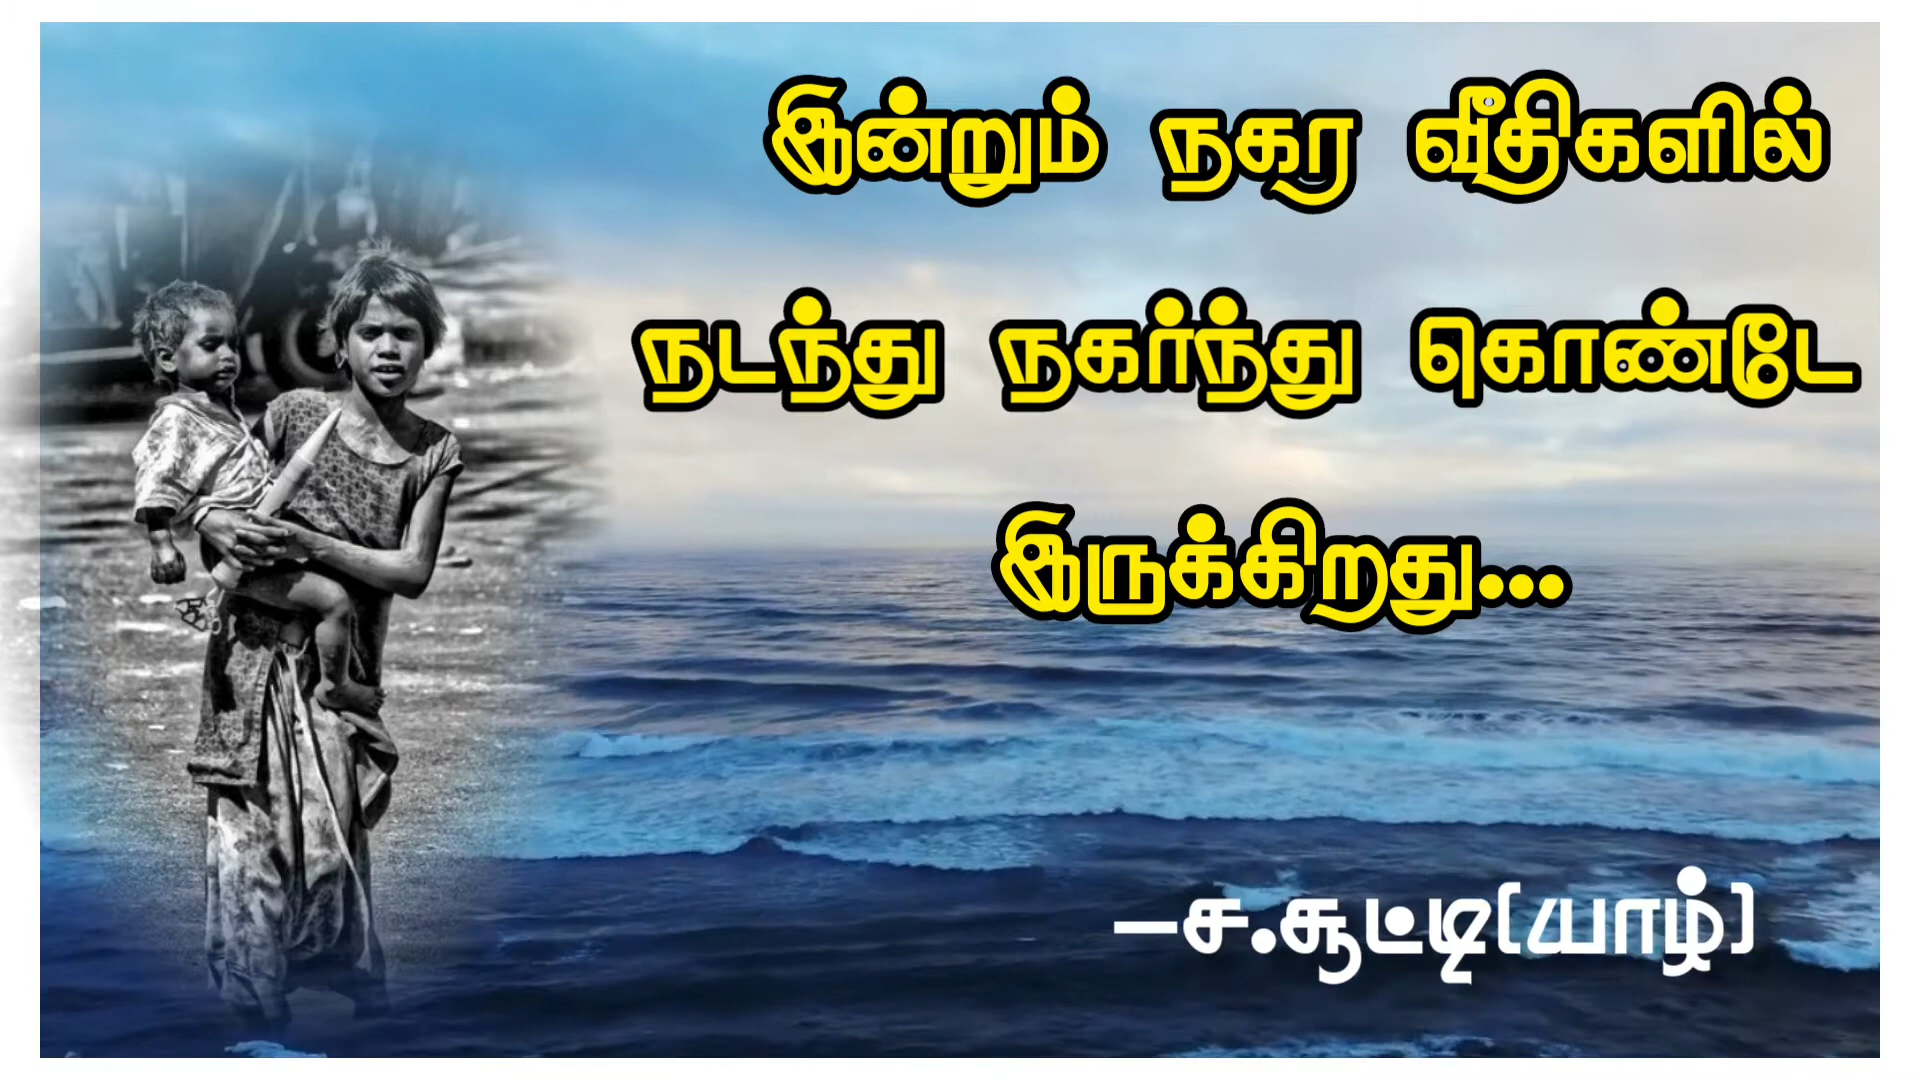 இன்றும் நகர வீதிகளில்
நடந்து நகர்ந்து கொண்டே
இருக்கிறது...
–ச.சூட்டி(யாழ்)